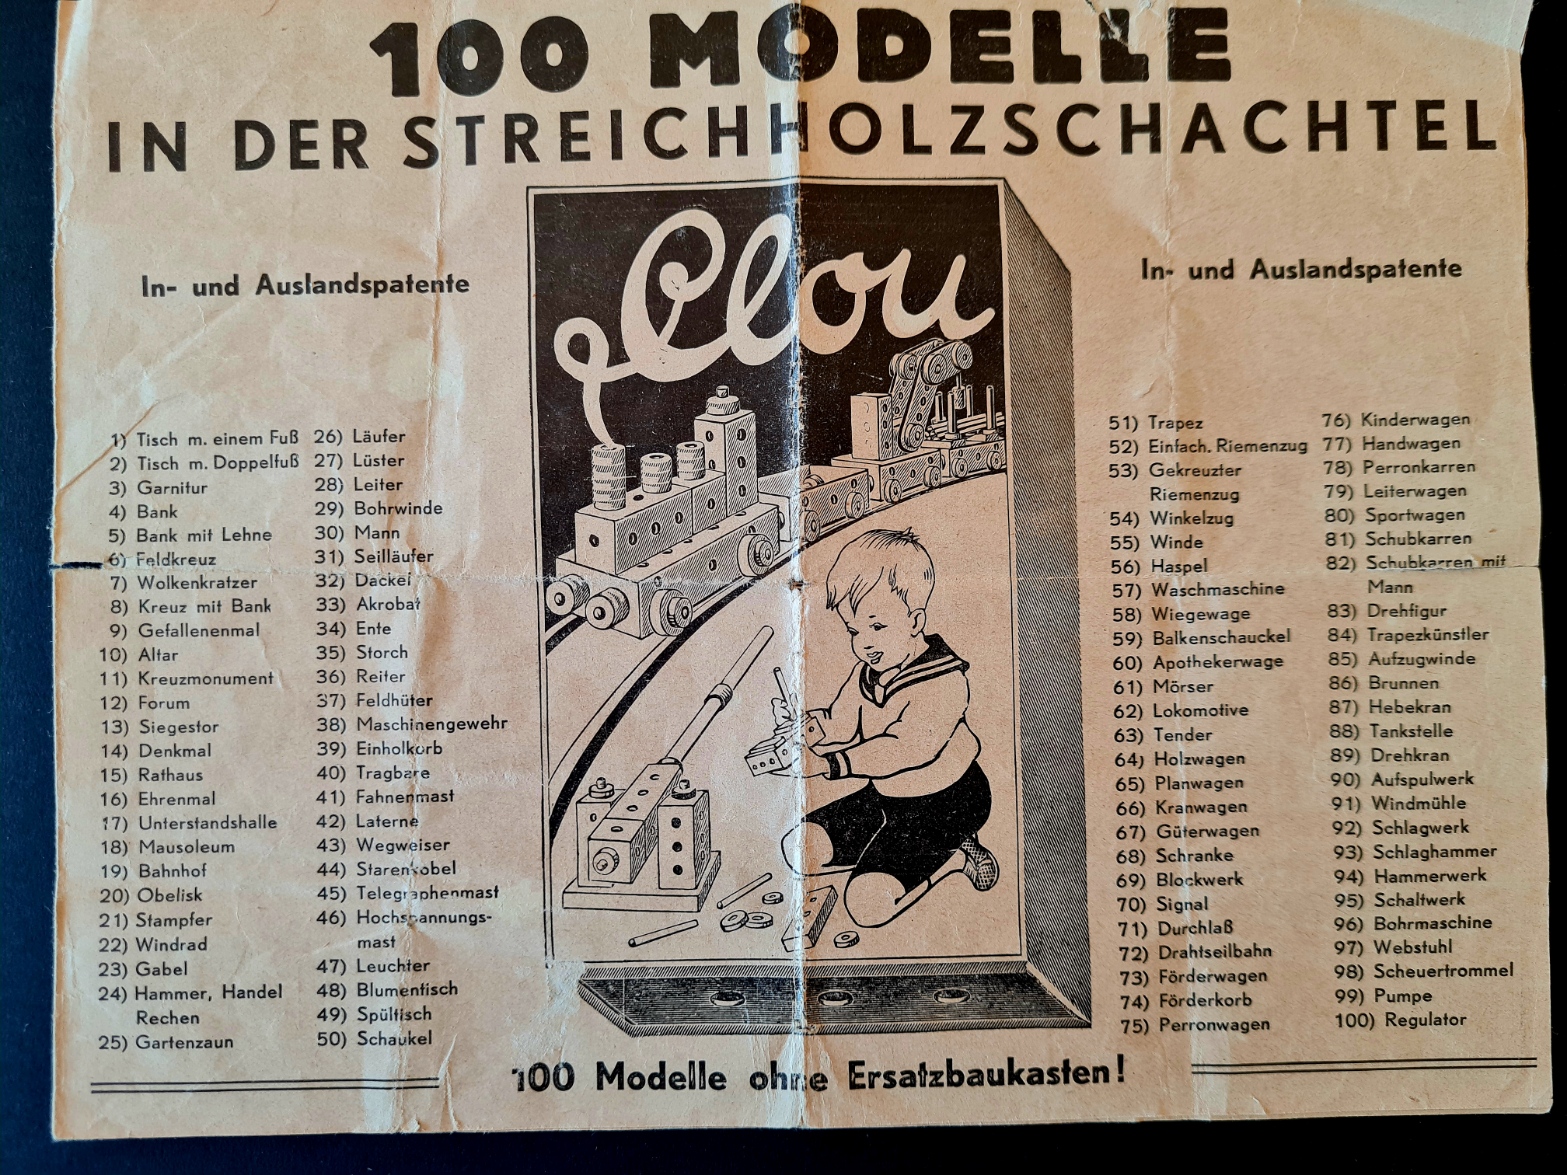 100 MODELLE
IN DER STREICHHOLZSCHACHTEL
Clou
In- und Auslandspatente
1) Tisch m. einem Fuß
2) Tisch m. Doppelfuß
3) Garnitur
4) Bank
5) Bank mit Lehne
6) Feldkreuz
7) Wolkenkratzer
8) Kreuz mit Bank
9) Gefallenenmal
10) Altar
11) Kreuzmonument
12) Forum
13) Siegestor
14) Denkmal
15) Rathaus
16) Ehrenmal
17) Unterstandshalle
18) Mausoleum
19) Bahnhof
20) Obelisk
21) Stampfer
22) Windrad
23) Gabel
24) Hammer, Handel
Rechen
25) Gartenzaun
26) Läufer
27) Lüster
28) Leiter
29) Bohrwinde
30) Mann
31) Seilläufer
32) Dackel
33) Akrobat
34) Ente
35) Storch
36) Reiter
37) Feldhüter
38) Maschinengewehr
39) Einholkorb
40) Tragbare
41) Fahnenmast
42) Laterne
43) Wegweiser
44) Starenkobel
45) Telegraphenmast
46) Hochspannungs-
mast
47) Leuchter
48) Blumentisch
49) Spültisch
50) Schaukel
In- und Auslandspatente
51) Trapez
52) Einfach. Riemenzug
53) Gekreuzter
Riemenzug
54) Winkelzug
55) Winde
56) Haspel
57) Waschmaschine
58) Wiegewage
59) Balkenschauckel
60) Apothekerwage
61) Mörser
62) Lokomotive
63) Tender
64) Holzwagen
65) Planwagen
66) Kranwagen
67) Güterwagen
68) Schranke
69) Blockwerk
70) Signal
71) Durchlaß
72) Drahtseilbahn
73) Förderwagen
74) Förderkorb
75) Perronwagen
76) Kinderwagen
77) Handwagen
78) Perronkarren
79) Leiterwagen
80) Sportwagen
81) Schubkarren
82) Schubkarren mit
Mann
83) Drehfigur
84) Trapezkünstler
85) Aufzugwinde
86) Brunnen
87) Hebekran
88) Tankstelle
89) Drehkran
90) Aufspulwerk
91) Windmühle
92) Schlagwerk
93) Schlaghammer
94) Hammerwerk
95) Schaltwerk
96) Bohrmaschine
97) Webstuhl
98) Scheuertrommel
99) Pumpe
100) Regulator
100 Modelle ohne Ersatzbaukasten!